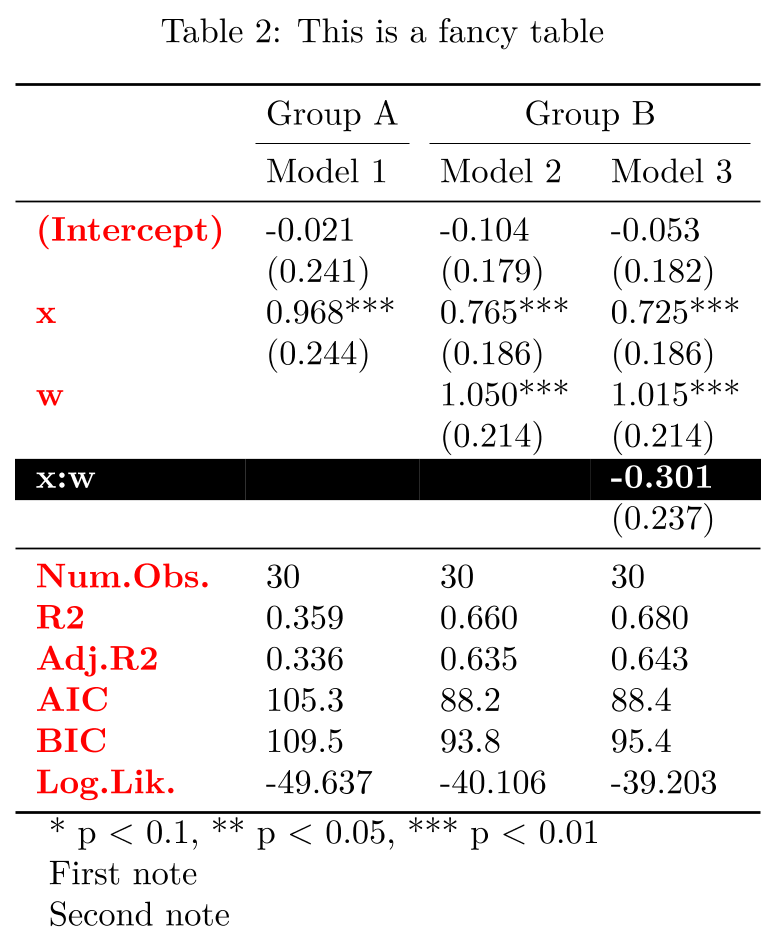 Table 2: This is a fancy table
Group A Group B
Model 1 Model 2 Model 3
(Intercept) -0.021 -0.104 -0.053
(0.241) (0.179) (0.182)
x 0.968*** 0.765*** 0.725***
(0.244) (0.186) (0.186)
w 1.050*** 1.015***
(0.214) (0.214)
x:w -0.301
(0.237)
Num.Obs. 30 30 30
R2 0.359 0.660 0.680
Adj.R2 0.336 0.635 0.643
AIC 105.3 88.2 88.4
BIC 109.5 93.8 95.4
Log.Lik. -49.637 -40.106 -39.203
* p < 0.1, ** p < 0.05, *** p < 0.01
First note
Second note